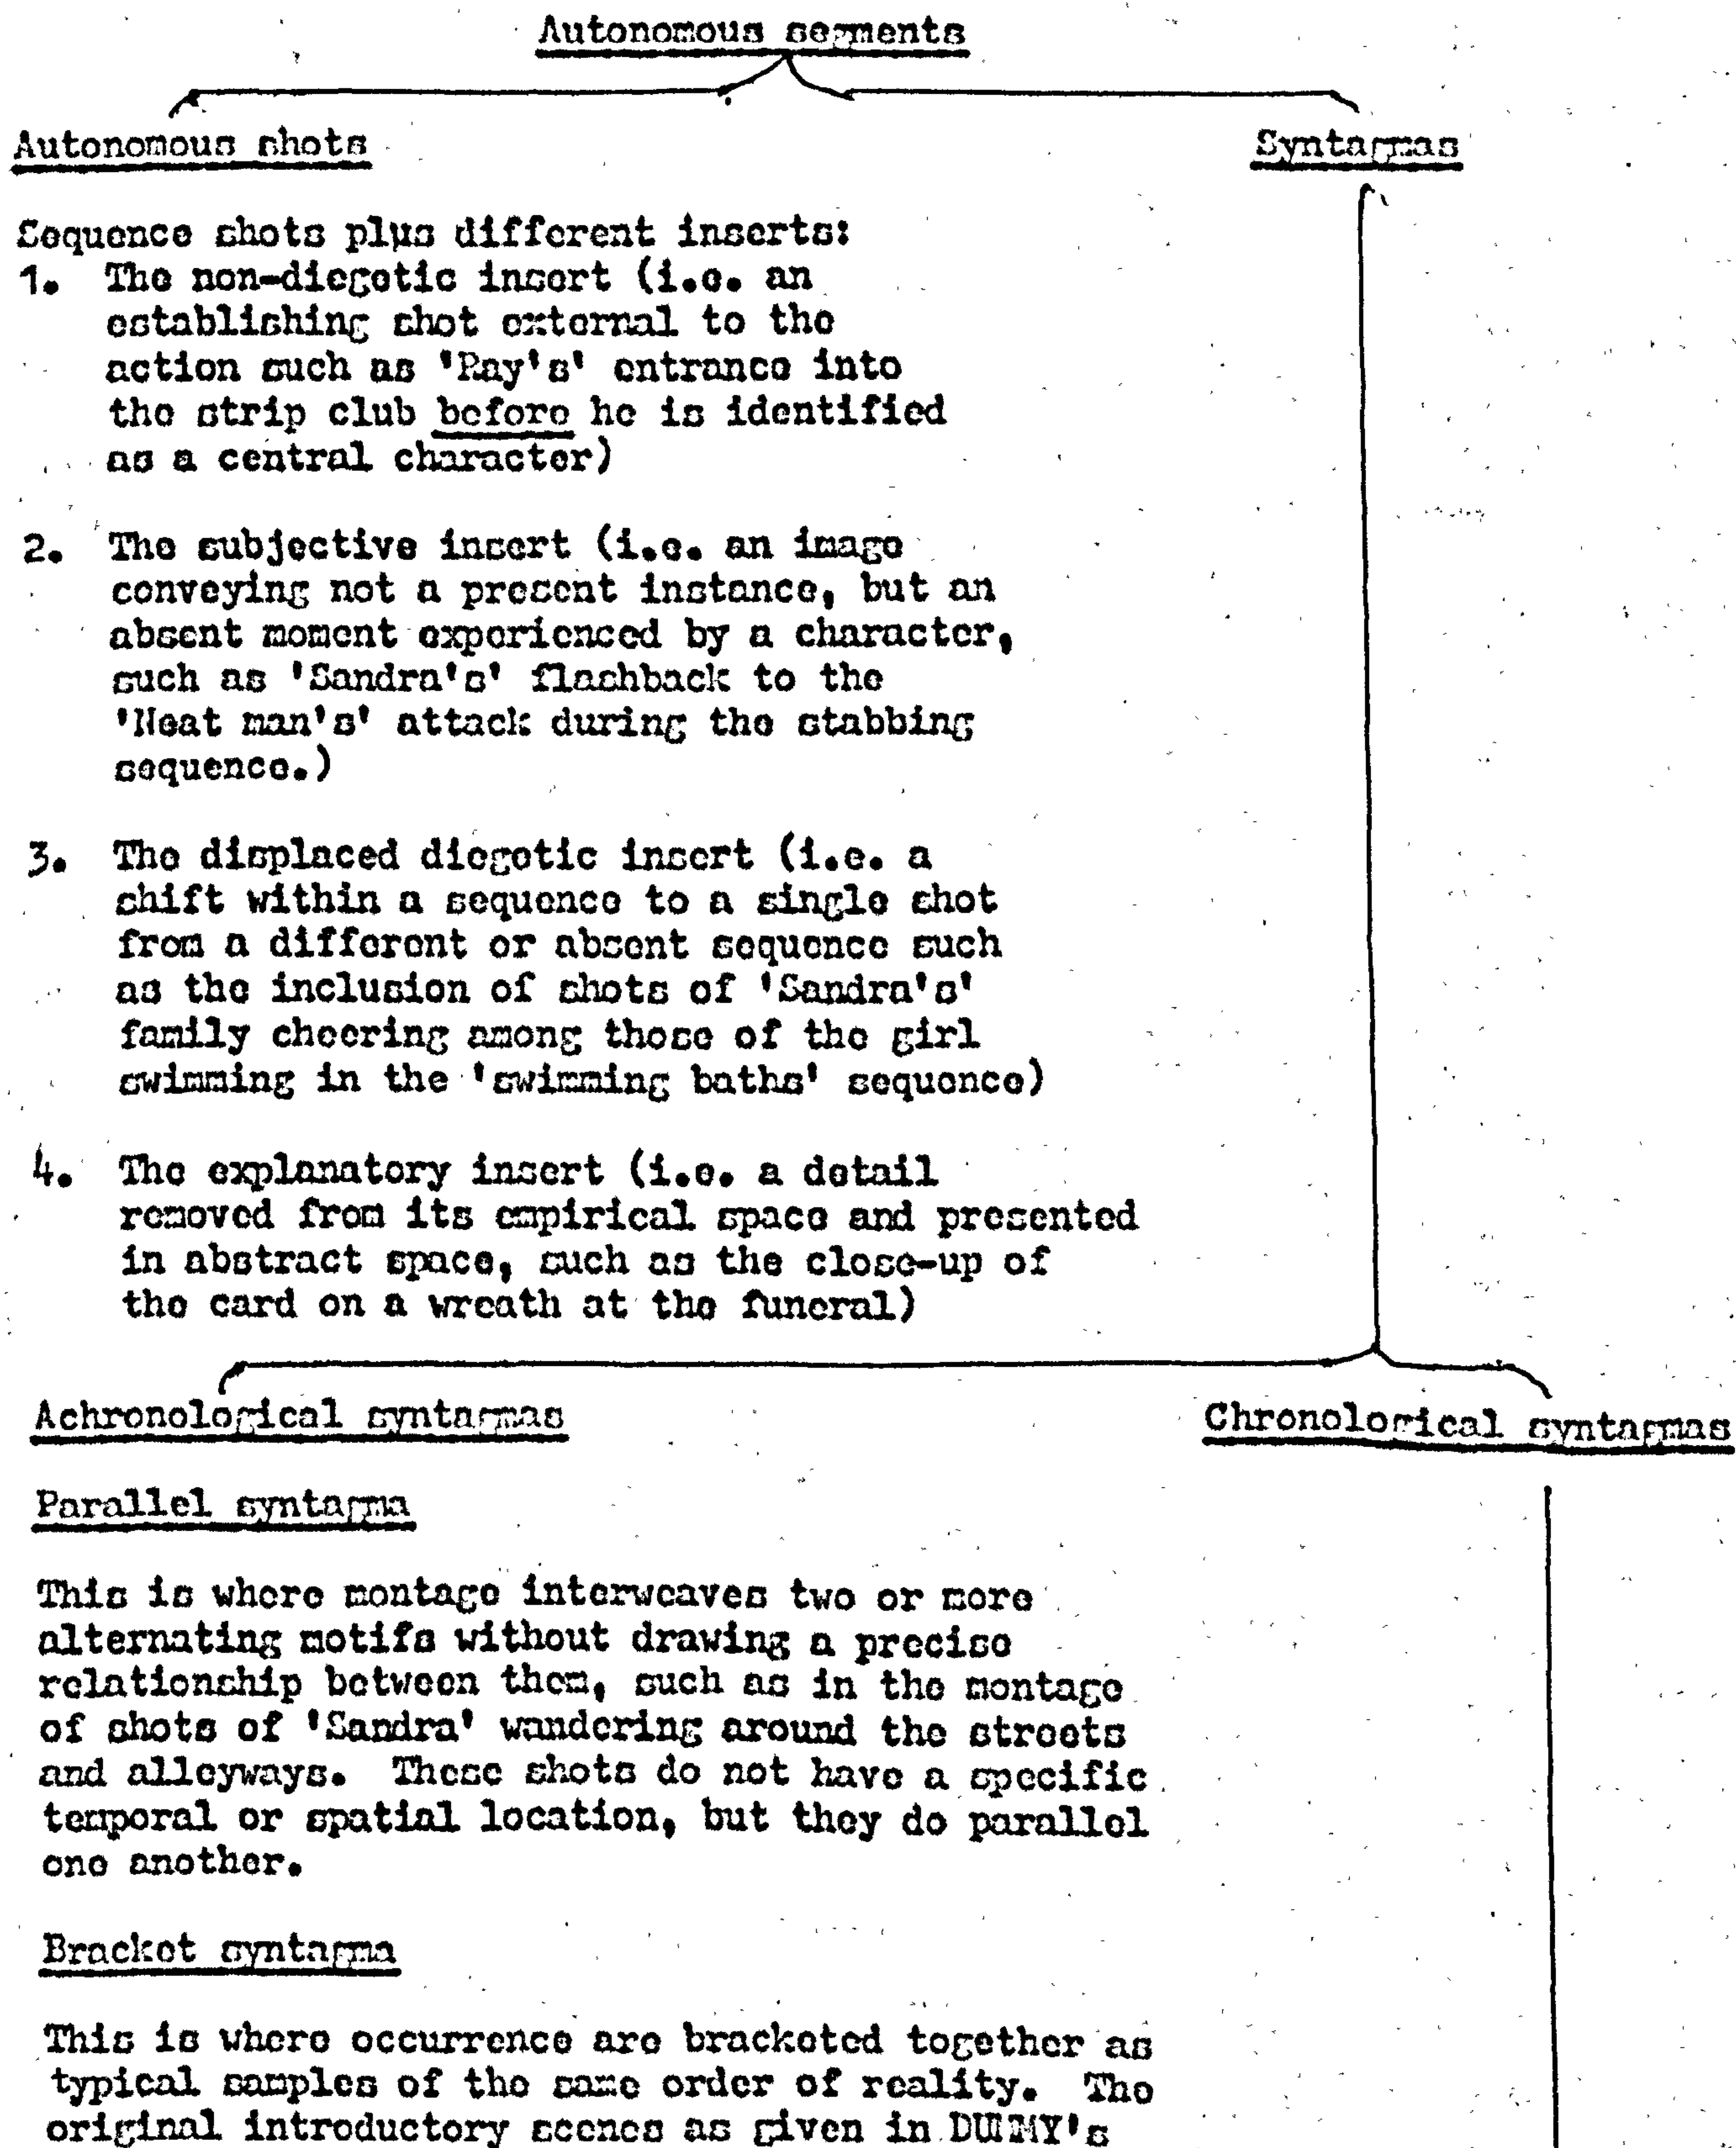 Autonomous segments
Autonomous shots
Syntagmas
Sequence shots plus different inserts:
1. The non-diegetic insert (i.e. an
establishing shot external to the
action such as 'Ray's' entrance into
the strip club before he is identified
as a central character)
2. The subjective insert (i.e. an image
conveying not a present instance, but an
absent moment experienced by a character,
such as 'Sandra's' flashback to the
'Neat man's' attack during the stabbing
sequence.)
3. The displaced diegetic insert (i.e. a
shift within a sequence to a single shot
from a different or absent sequence such
as the inclusion of shots of 'Sandra's'
family cheering among those of the girl
swimming in the 'swimming baths' sequence)
4. The explanatory insert (i.e. a detail
removed from its empirical space and presented
in abstract space, such as the close-up of
the card on a wreath at the funeral)
Achronological syntagmas
Chronological syntagmas
Parallel syntagma
This is where montage interweaves two or more
alternating motifs without drawing a precise
relationship between them, such as in the montage
of shots of 'Sandra' wandering around the streets
and alleyways. These shots do not have a specific
temporal or spatial location, but they do parallel
one another.
Bracket syntagma
This is where occurrence are bracketed together as
typical samples of the same order of reality. The
original introductory scenes as given in DUMMY's